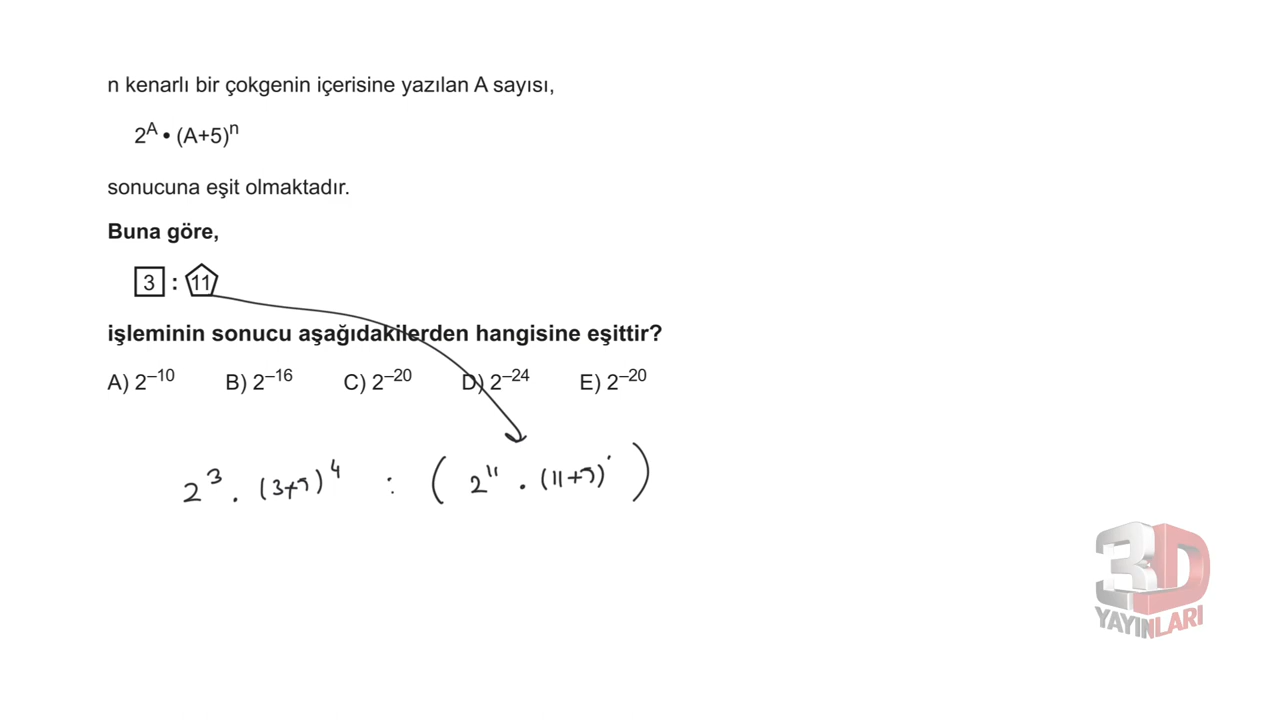 n kenarlı bir çokgenin içerisine yazılan A sayısı,
2^A • (A+5)^n
sonucuna eşit olmaktadır.
Buna göre,
3 : 11
işleminin sonucu aşağıdakilerden hangisine eşittir?
A) 2^–10 B) 2^–16 C) 2^–20 D) 2^–24 E) 2^–20
2^3 . (3+5)^4 : ( 2^11 . (11+5) )
3D
YAYINLARI